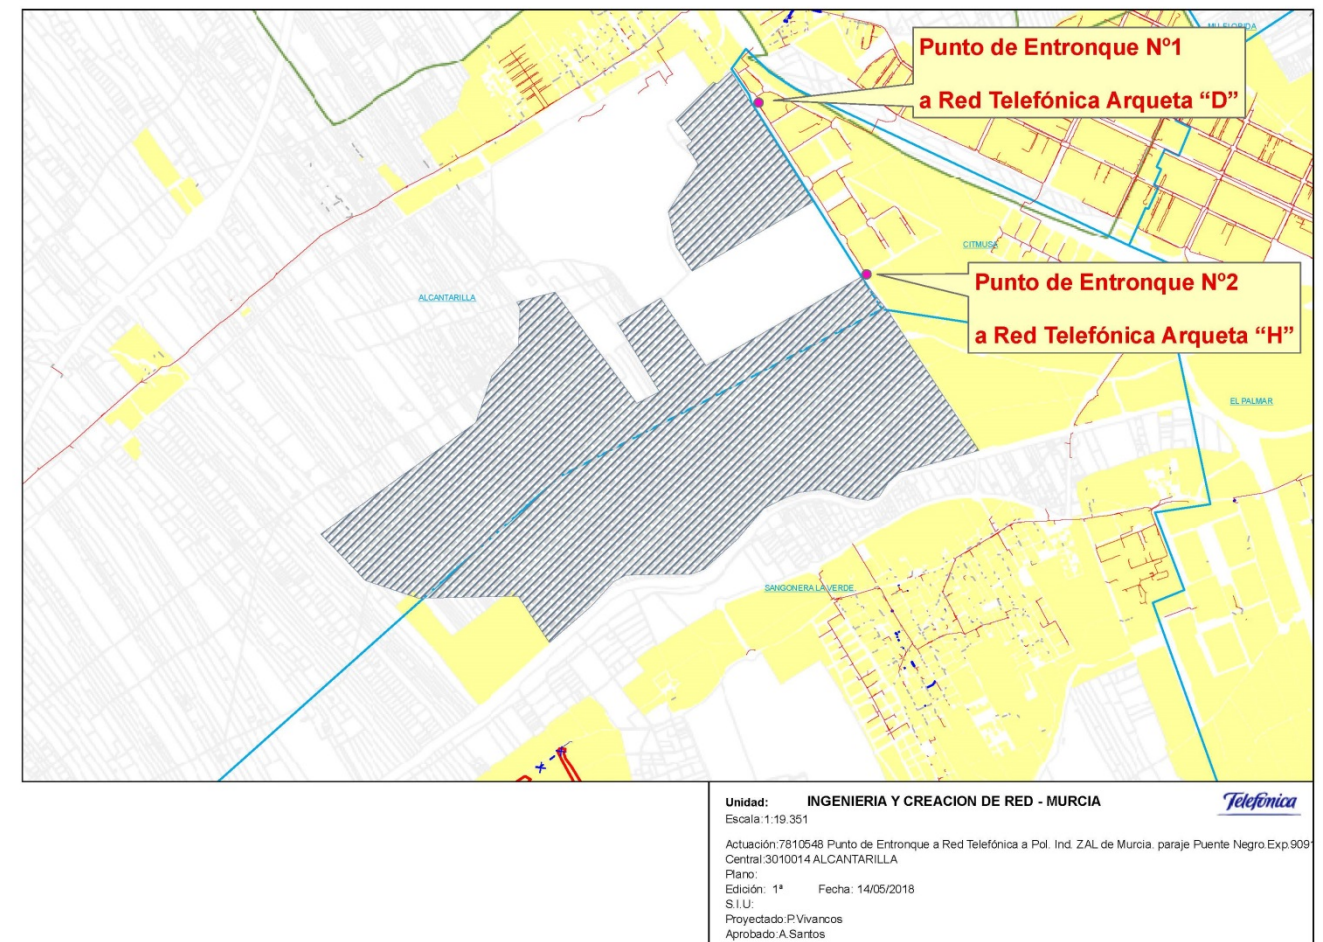 Punto de Entronque Nº1
a Red Telefónica Arqueta “D”
CITMUSA
Punto de Entronque Nº2
a Red Telefónica Arqueta “H”
ALCANTARILLA
EL PALMAR
SANGONERA LA VERDE
Unidad: INGENIERIA Y CREACION DE RED - MURCIA
Telefónica
Escala:1:19.351
Actuación:7810548 Punto de Entronque a Red Telefónica a Pol. Ind. ZAL de Murcia. paraje Puente Negro.Exp.909
Central:3010014 ALCANTARILLA
Plano:
Edición: 1ª Fecha: 14/05/2018
S.I.U:
Proyectado:P.Vivancos
Aprobado:A.Santos